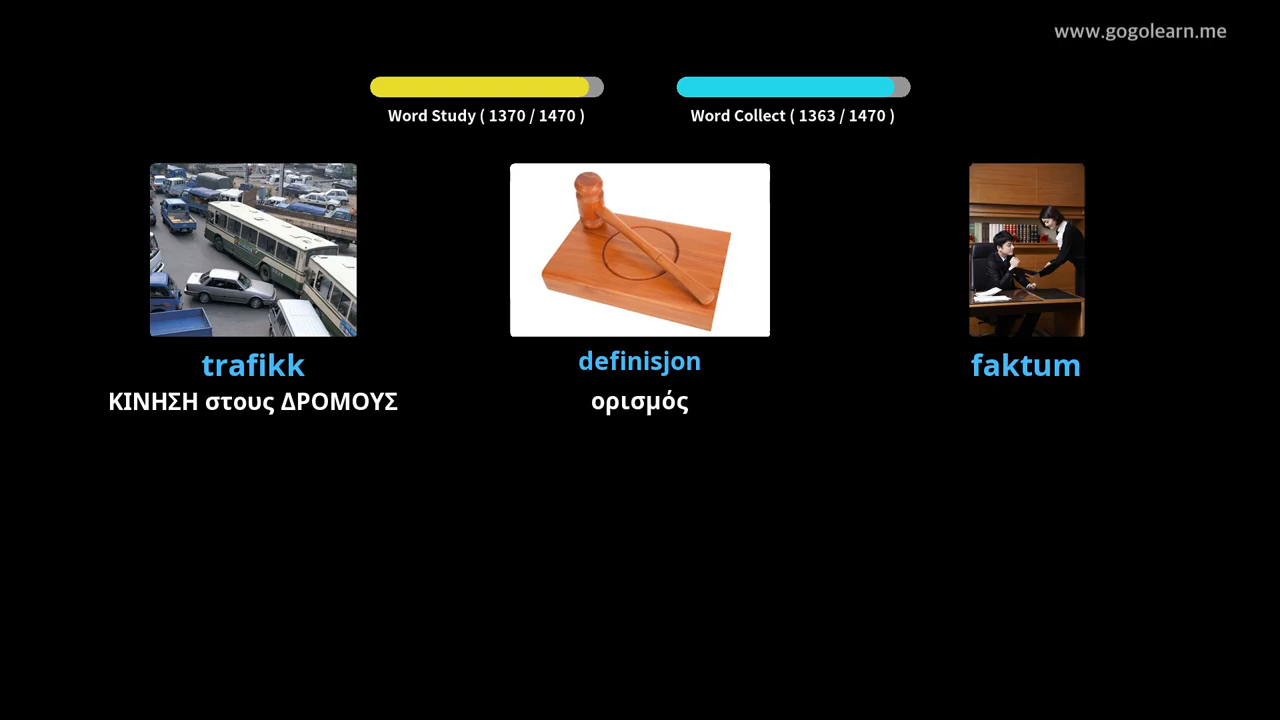 www.gogolearn.me
Word Study ( 1370 / 1470 )
Word Collect ( 1363 / 1470 )
trafikk
ΚΙΝΗΣΗ στους ΔΡΟΜΟΥΣ
definisjon
ορισμός
faktum